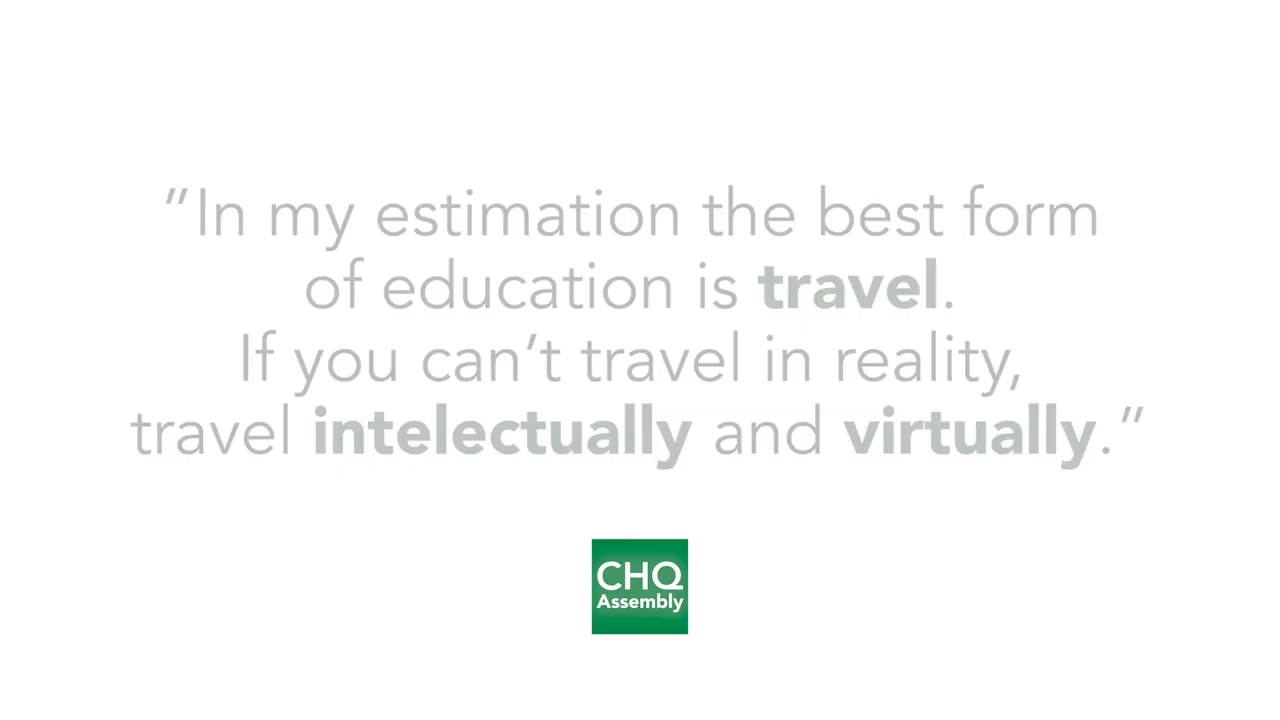 ”In my estimation the best form
of education is travel.
If you can’t travel in reality,
travel intelectually and virtually.”
CHQ
Assembly